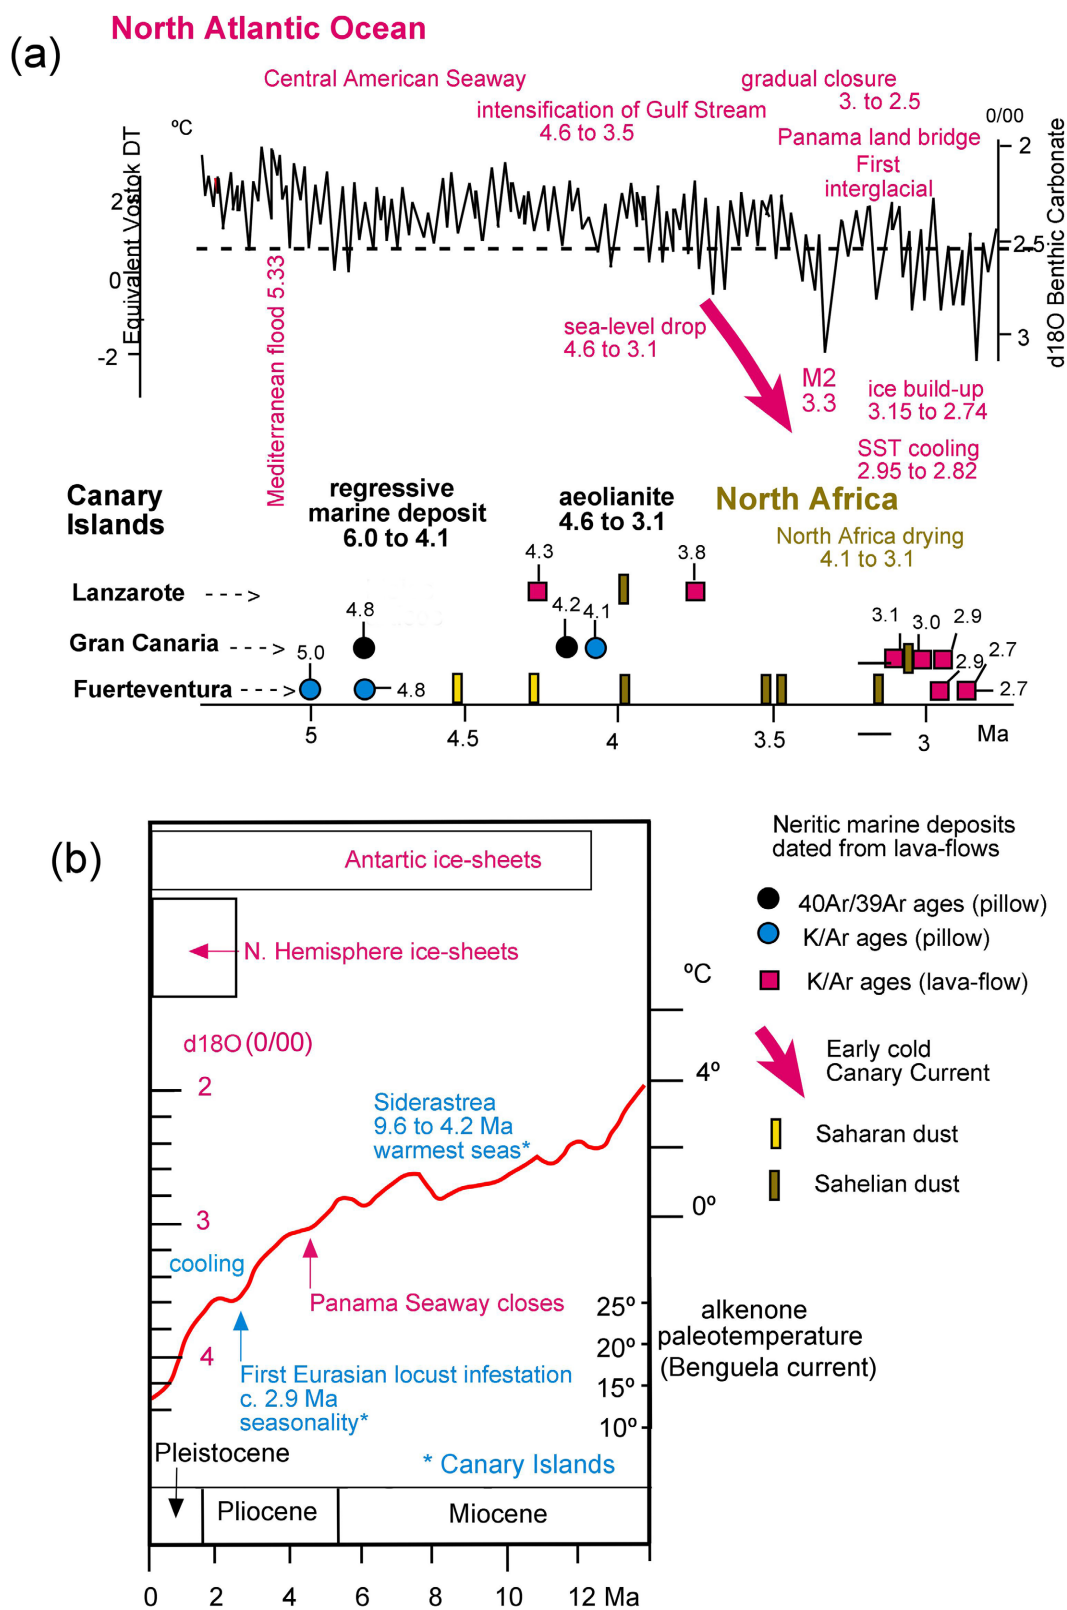 North Atlantic Ocean
(a)
Central American Seaway
gradual closure
3. to 2.5
intensification of Gulf Stream
4.6 to 3.5
0/00
ºC
Panama land bridge
First
interglacial
2
2.5
3
d18O Benthic Carbonate
Equivalent Vostok DT
2
0
-2
Mediterranean flood 5.33
sea-level drop
4.6 to 3.1
M2
3.3
ice build-up
3.15 to 2.74
SST cooling
2.95 to 2.82
Canary
Islands
regressive
marine deposit
6.0 to 4.1
aeolianite
4.6 to 3.1
North Africa
North Africa drying
4.1 to 3.1
4.3
3.8
Lanzarote --->
4.8
4.2
4.1
3.1
3.0
2.9
Gran Canaria --->
5.0
2.9
2.7
Fuerteventura --->
4.8
2.7
5
4.5
4
3.5
3
Ma
(b)
Antartic ice-sheets
N. Hemisphere ice-sheets
ºC
d18O (0/00)
2
4º
Siderastrea
9.6 to 4.2 Ma
warmest seas*
3
0º
cooling
Panama Seaway closes
25º
20º
15º
10º
alkenone
paleotemperature
(Benguela current)
4
First Eurasian locust infestation
c. 2.9 Ma
seasonality*
Pleistocene
* Canary Islands
Pliocene
Miocene
0 2 4 6 8 10 12 Ma
Neritic marine deposits
dated from lava-flows
40Ar/39Ar ages (pillow)
K/Ar ages (pillow)
K/Ar ages (lava-flow)
Early cold
Canary Current
Saharan dust
Sahelian dust